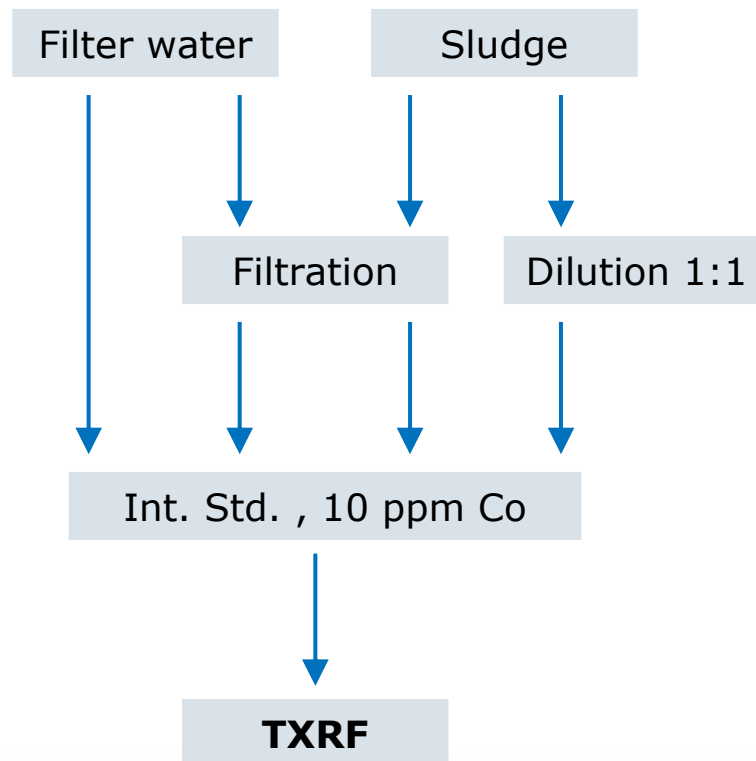 Filter water
Sludge
Filtration
Dilution 1:1
Int. Std. , 10 ppm Co
TXRF